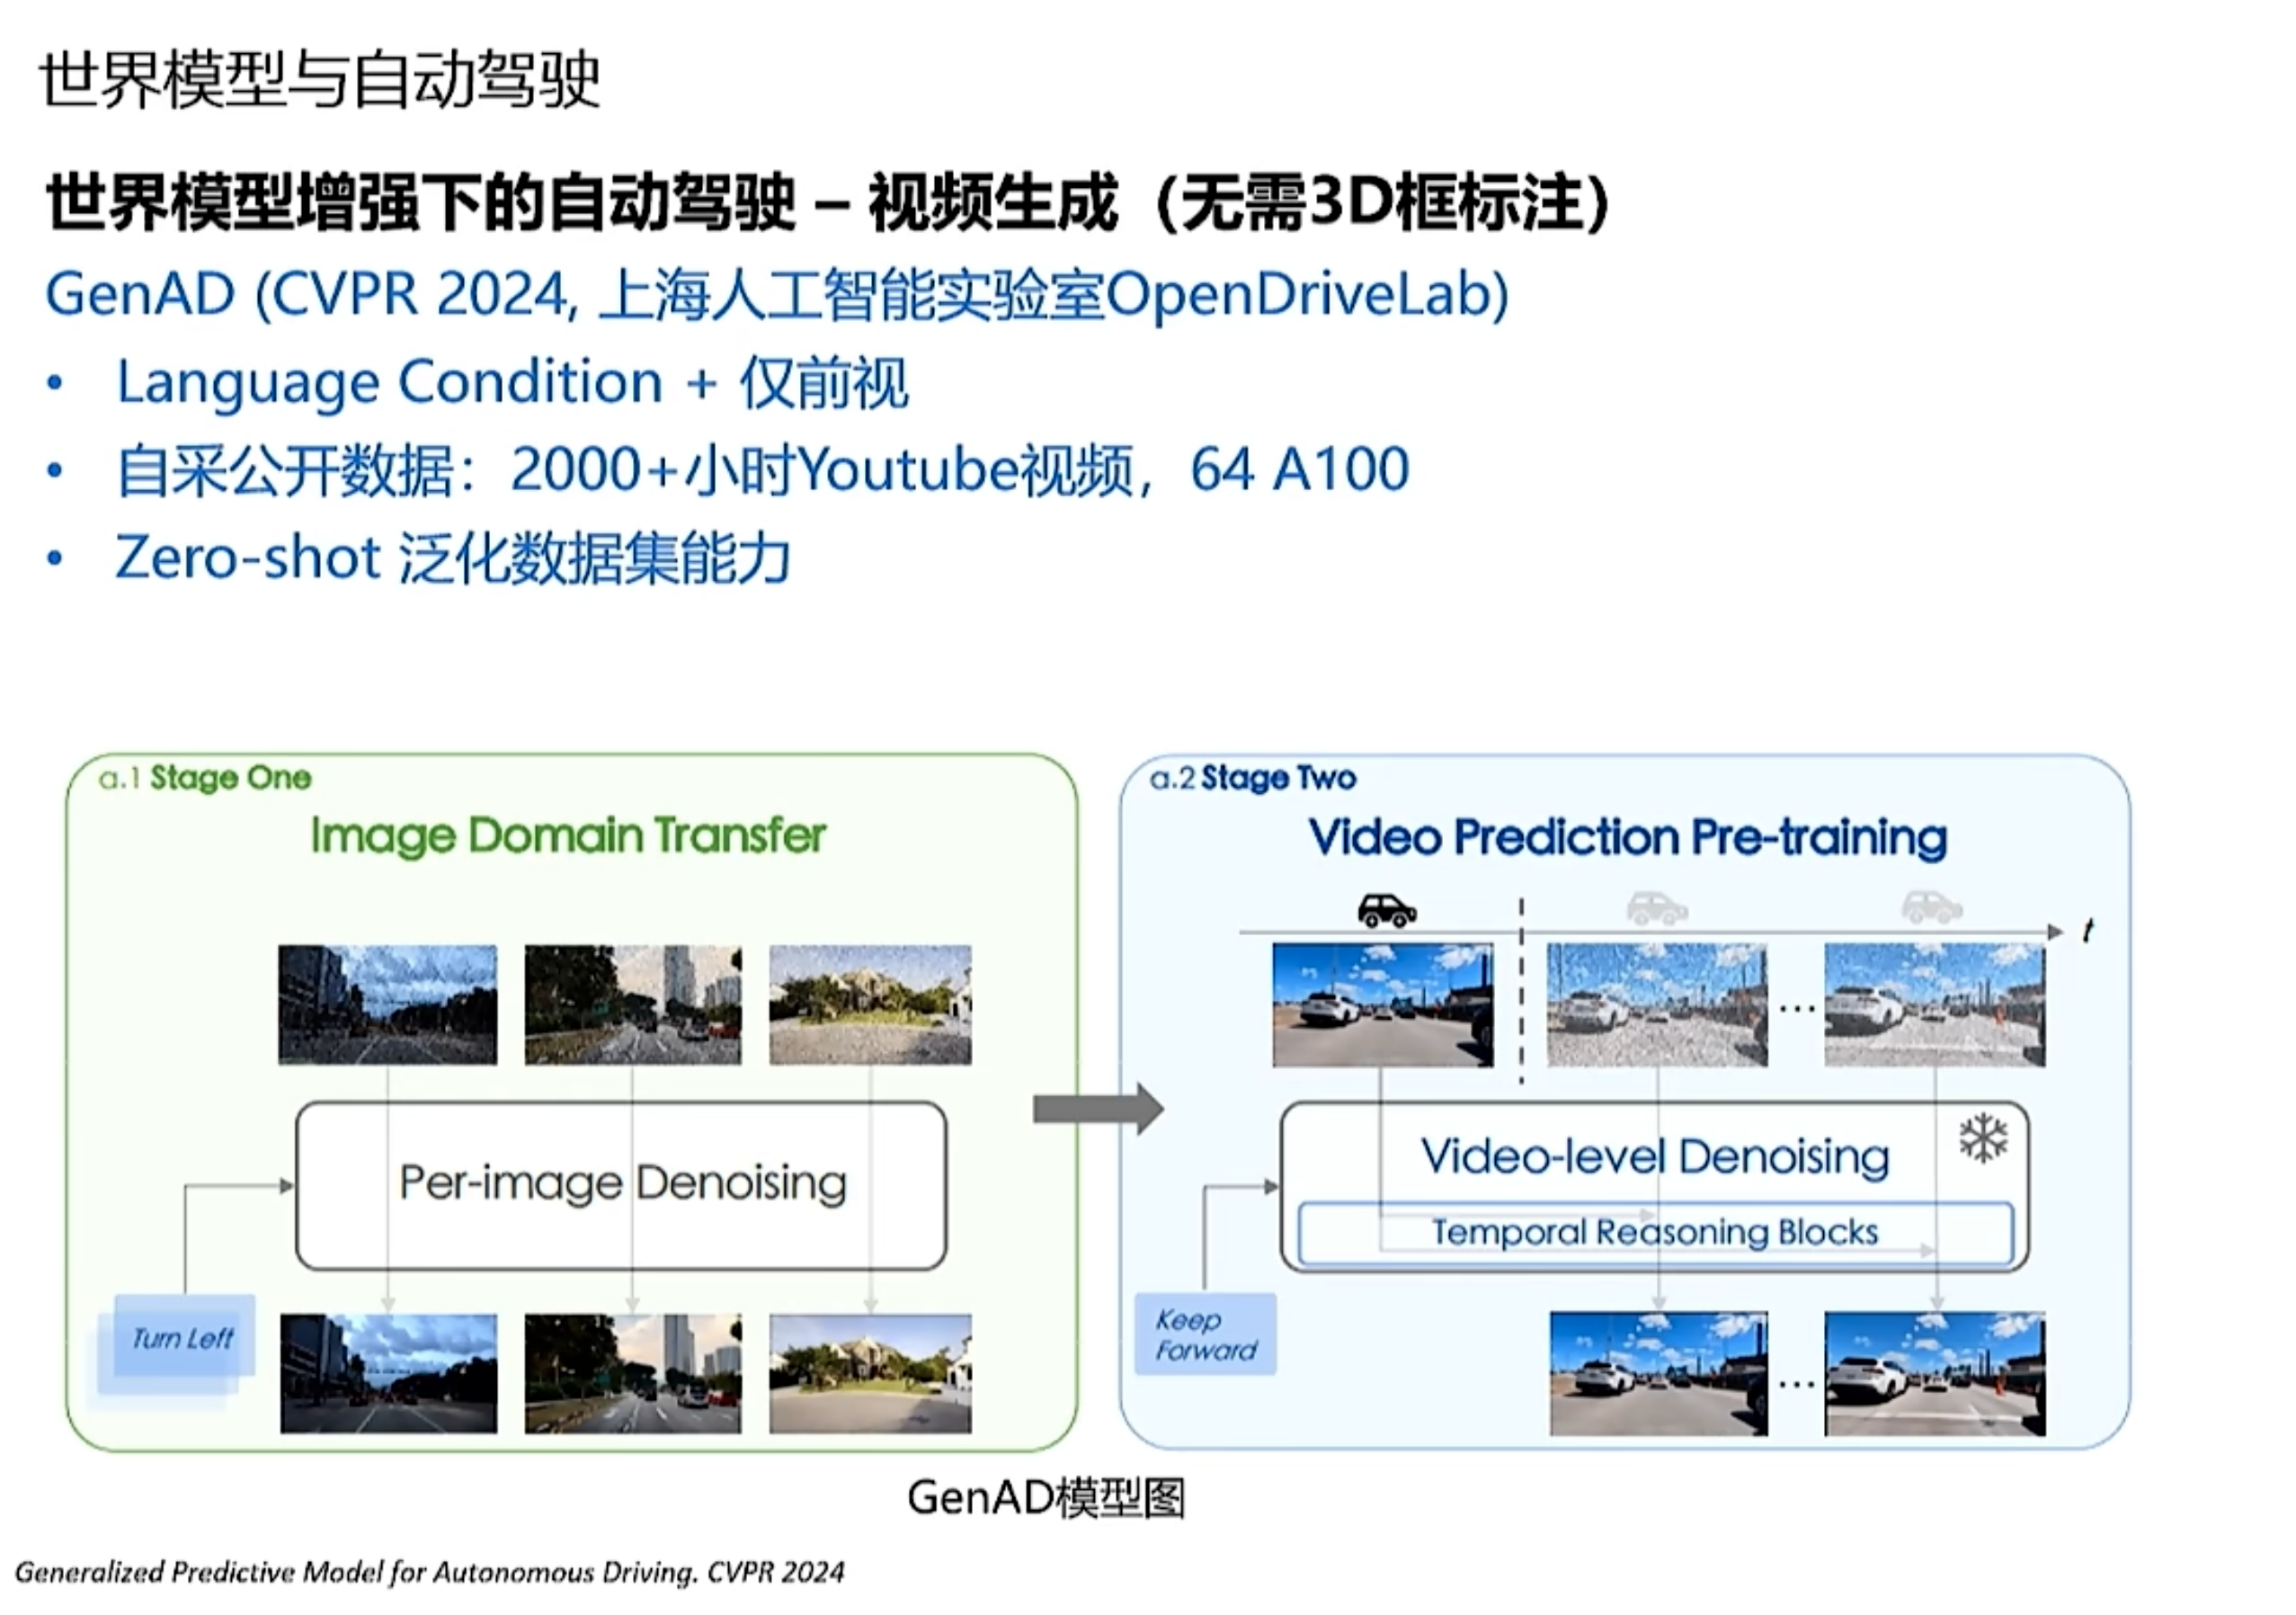 世界模型与自动驾驶
世界模型增强下的自动驾驶 – 视频生成（无需3D框标注）
GenAD (CVPR 2024, 上海人工智能实验室OpenDriveLab)
• Language Condition + 仅前视
• 自采公开数据：2000+小时Youtube视频，64 A100
• Zero-shot 泛化数据集能力
a.1 Stage One
Image Domain Transfer
Per-image Denoising
Turn Left
a.2 Stage Two
Video Prediction Pre-training
t
...
Video-level Denoising
Temporal Reasoning Blocks
Keep
Forward
...
GenAD模型图
Generalized Predictive Model for Autonomous Driving. CVPR 2024